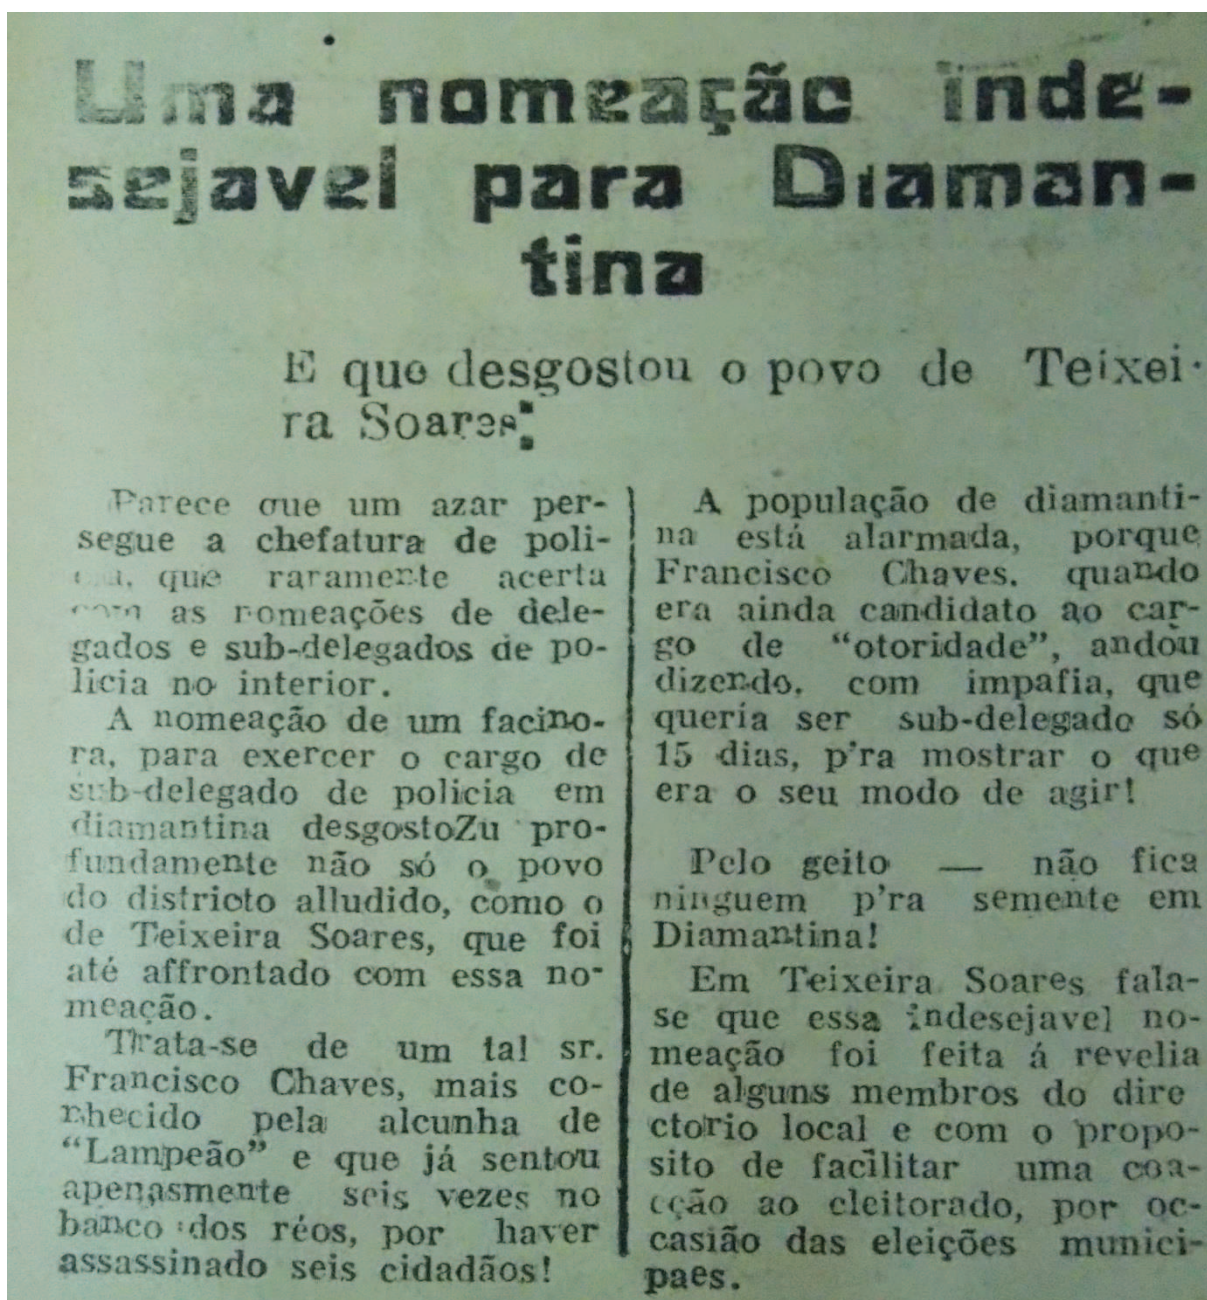 Uma nomeação inde-
sejavel para Diaman-
tina
E que desgostou o povo de Teixei-
ra Soares:
Parece que um azar per-
segue a chefatura de poli-
cia, que raramente acerta
com as nomeações de dele-
gados e sub-delegados de po-
licia no interior.
A nomeação de um facino-
ra, para exercer o cargo de
sub-delegado de policia em
diamantina desgostoZu pro-
fundamente não só o povo
do districto alludido, como o
de Teixeira Soares, que foi
até affrontado com essa no-
meação.
Trata-se de um tal sr.
Francisco Chaves, mais co-
nhecido pela alcunha de
“Lampeão” e que já sentou
apenasmente seis vezes no
banco dos réos, por haver
assassinado seis cidadãos!
A população de diamanti-
na está alarmada, porque
Francisco Chaves, quando
era ainda candidato ao car-
go de “otoridade”, andou
dizendo, com impafia, que
queria ser sub-delegado só
15 dias, p’ra mostrar o que
era o seu modo de agir!
Pelo geito — não fica
ninguem p’ra semente em
Diamantina!
Em Teixeira Soares fala-
se que essa indesejavel no-
meação foi feita á revelia
de alguns membros do dire
ctorio local e com o propo-
sito de facilitar uma coa-
cção ao eleitorado, por oc-
casião das eleições munici-
paes.